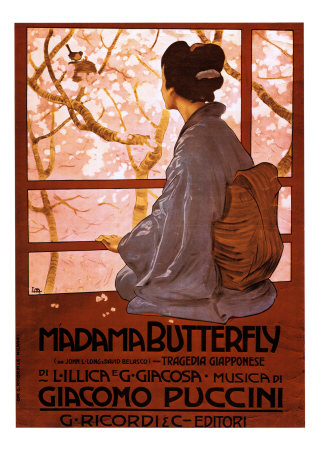 MADAMA BUTTERFLY
(DA JOHN L. LONG E DAVID BELASCO) — TRAGEDIA GIAPPONESE
DI L. ILLICA E G. GIACOSA · MUSICA DI
GIACOMO PUCCINI
G. RICORDI & C — EDITORI